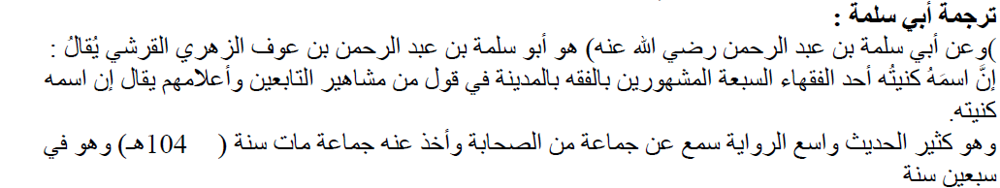 ترجمة أبي سلمة :
)وعن أبي سلمة بن عبد الرحمن رضي الله عنه) هو أبو سلمة بن عبد الرحمن بن عوف الزهري القرشي يُقالُ :
إنَّ اسمَهُ كنيتُه أحد الفقهاء السبعة المشهورين بالفقه بالمدينة في قول من مشاهير التابعين وأعلامهم يقال إن اسمه
كنيته.
وهو كثير الحديث واسع الرواية سمع عن جماعة من الصحابة وأخذ عنه جماعة مات سنة ( 104هـ) وهو في
سبعين سنة